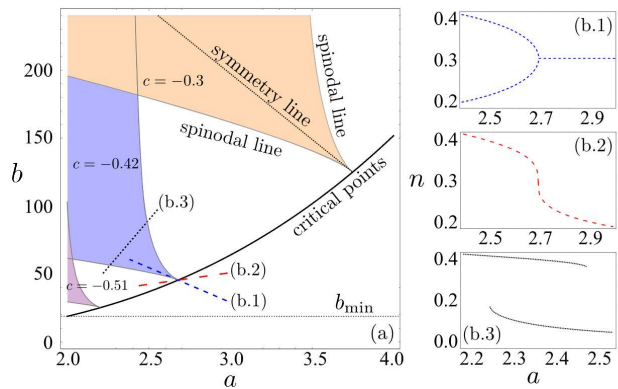 200
150
100
50
0
b
2.0
2.5
3.0
3.5
4.0
a
c = −0.3
c = −0.42
c = −0.51
symmetry line
spinodal line
spinodal line
critical points
(b.3)
(b.2)
(b.1)
b_min
(a)
0.4
0.3
0.2
(b.1)
2.5
2.7
2.9
n
0.4
0.3
0.2
(b.2)
2.5
2.7
2.9
0.4
0.2
0.0
(b.3)
2.2
2.3
2.4
2.5
a